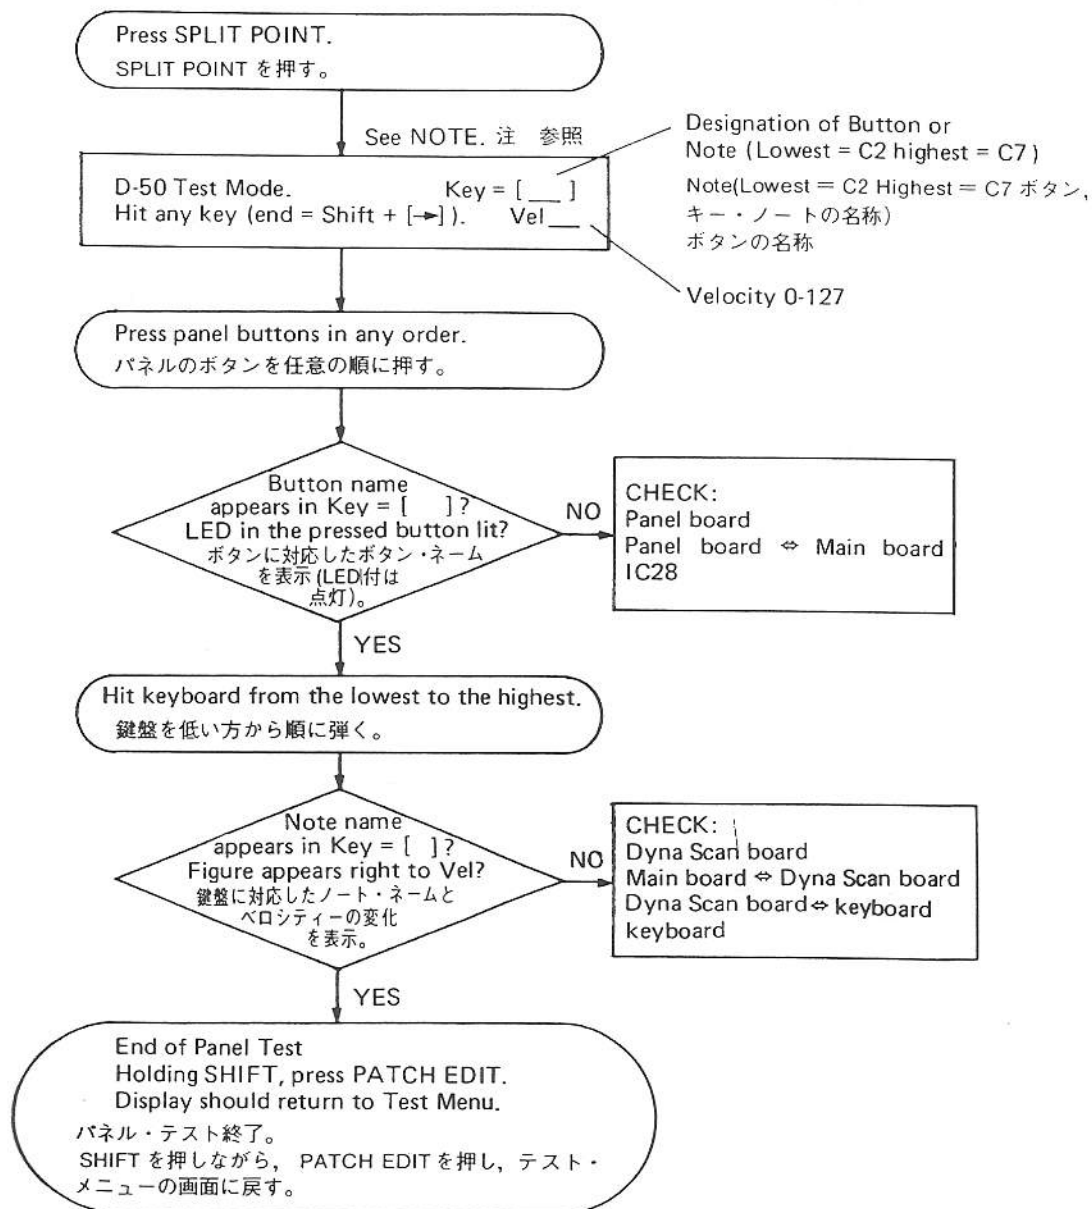 Press SPLIT POINT.
SPLIT POINT を押す。
See NOTE. 注 参照
D-50 Test Mode. Key = [ __ ]
Hit any key (end = Shift + [→] ). Vel __
Designation of Button or
Note (Lowest = C2 highest = C7 )
Note(Lowest = C2 Highest = C7 ボタン,
キー・ノートの名称)
ボタンの名称
Velocity 0-127
Press panel buttons in any order.
パネルのボタンを任意の順に押す。
Button name
appears in Key = [ ] ?
LED in the pressed button lit?
ボタンに対応したボタン・ネーム
を表示 (LED付は
点灯)。
NO
CHECK:
Panel board
Panel board ⇔ Main board
IC28
YES
Hit keyboard from the lowest to the highest.
鍵盤を低い方から順に弾く。
Note name
appears in Key = [ ] ?
Figure appears right to Vel?
鍵盤に対応したノート・ネームと
ベロシティーの変化
を表示。
NO
CHECK:
Dyna Scan board
Main board ⇔ Dyna Scan board
Dyna Scan board ⇔ keyboard
keyboard
YES
End of Panel Test
Holding SHIFT, press PATCH EDIT.
Display should return to Test Menu.
パネル・テスト終了。
SHIFT を押しながら, PATCH EDIT を押し, テスト・
メニューの画面に戻す。